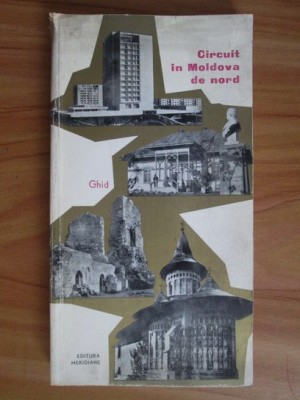 Circuit
în Moldova
de nord
Ghid
EDITURA
MERIDIANE